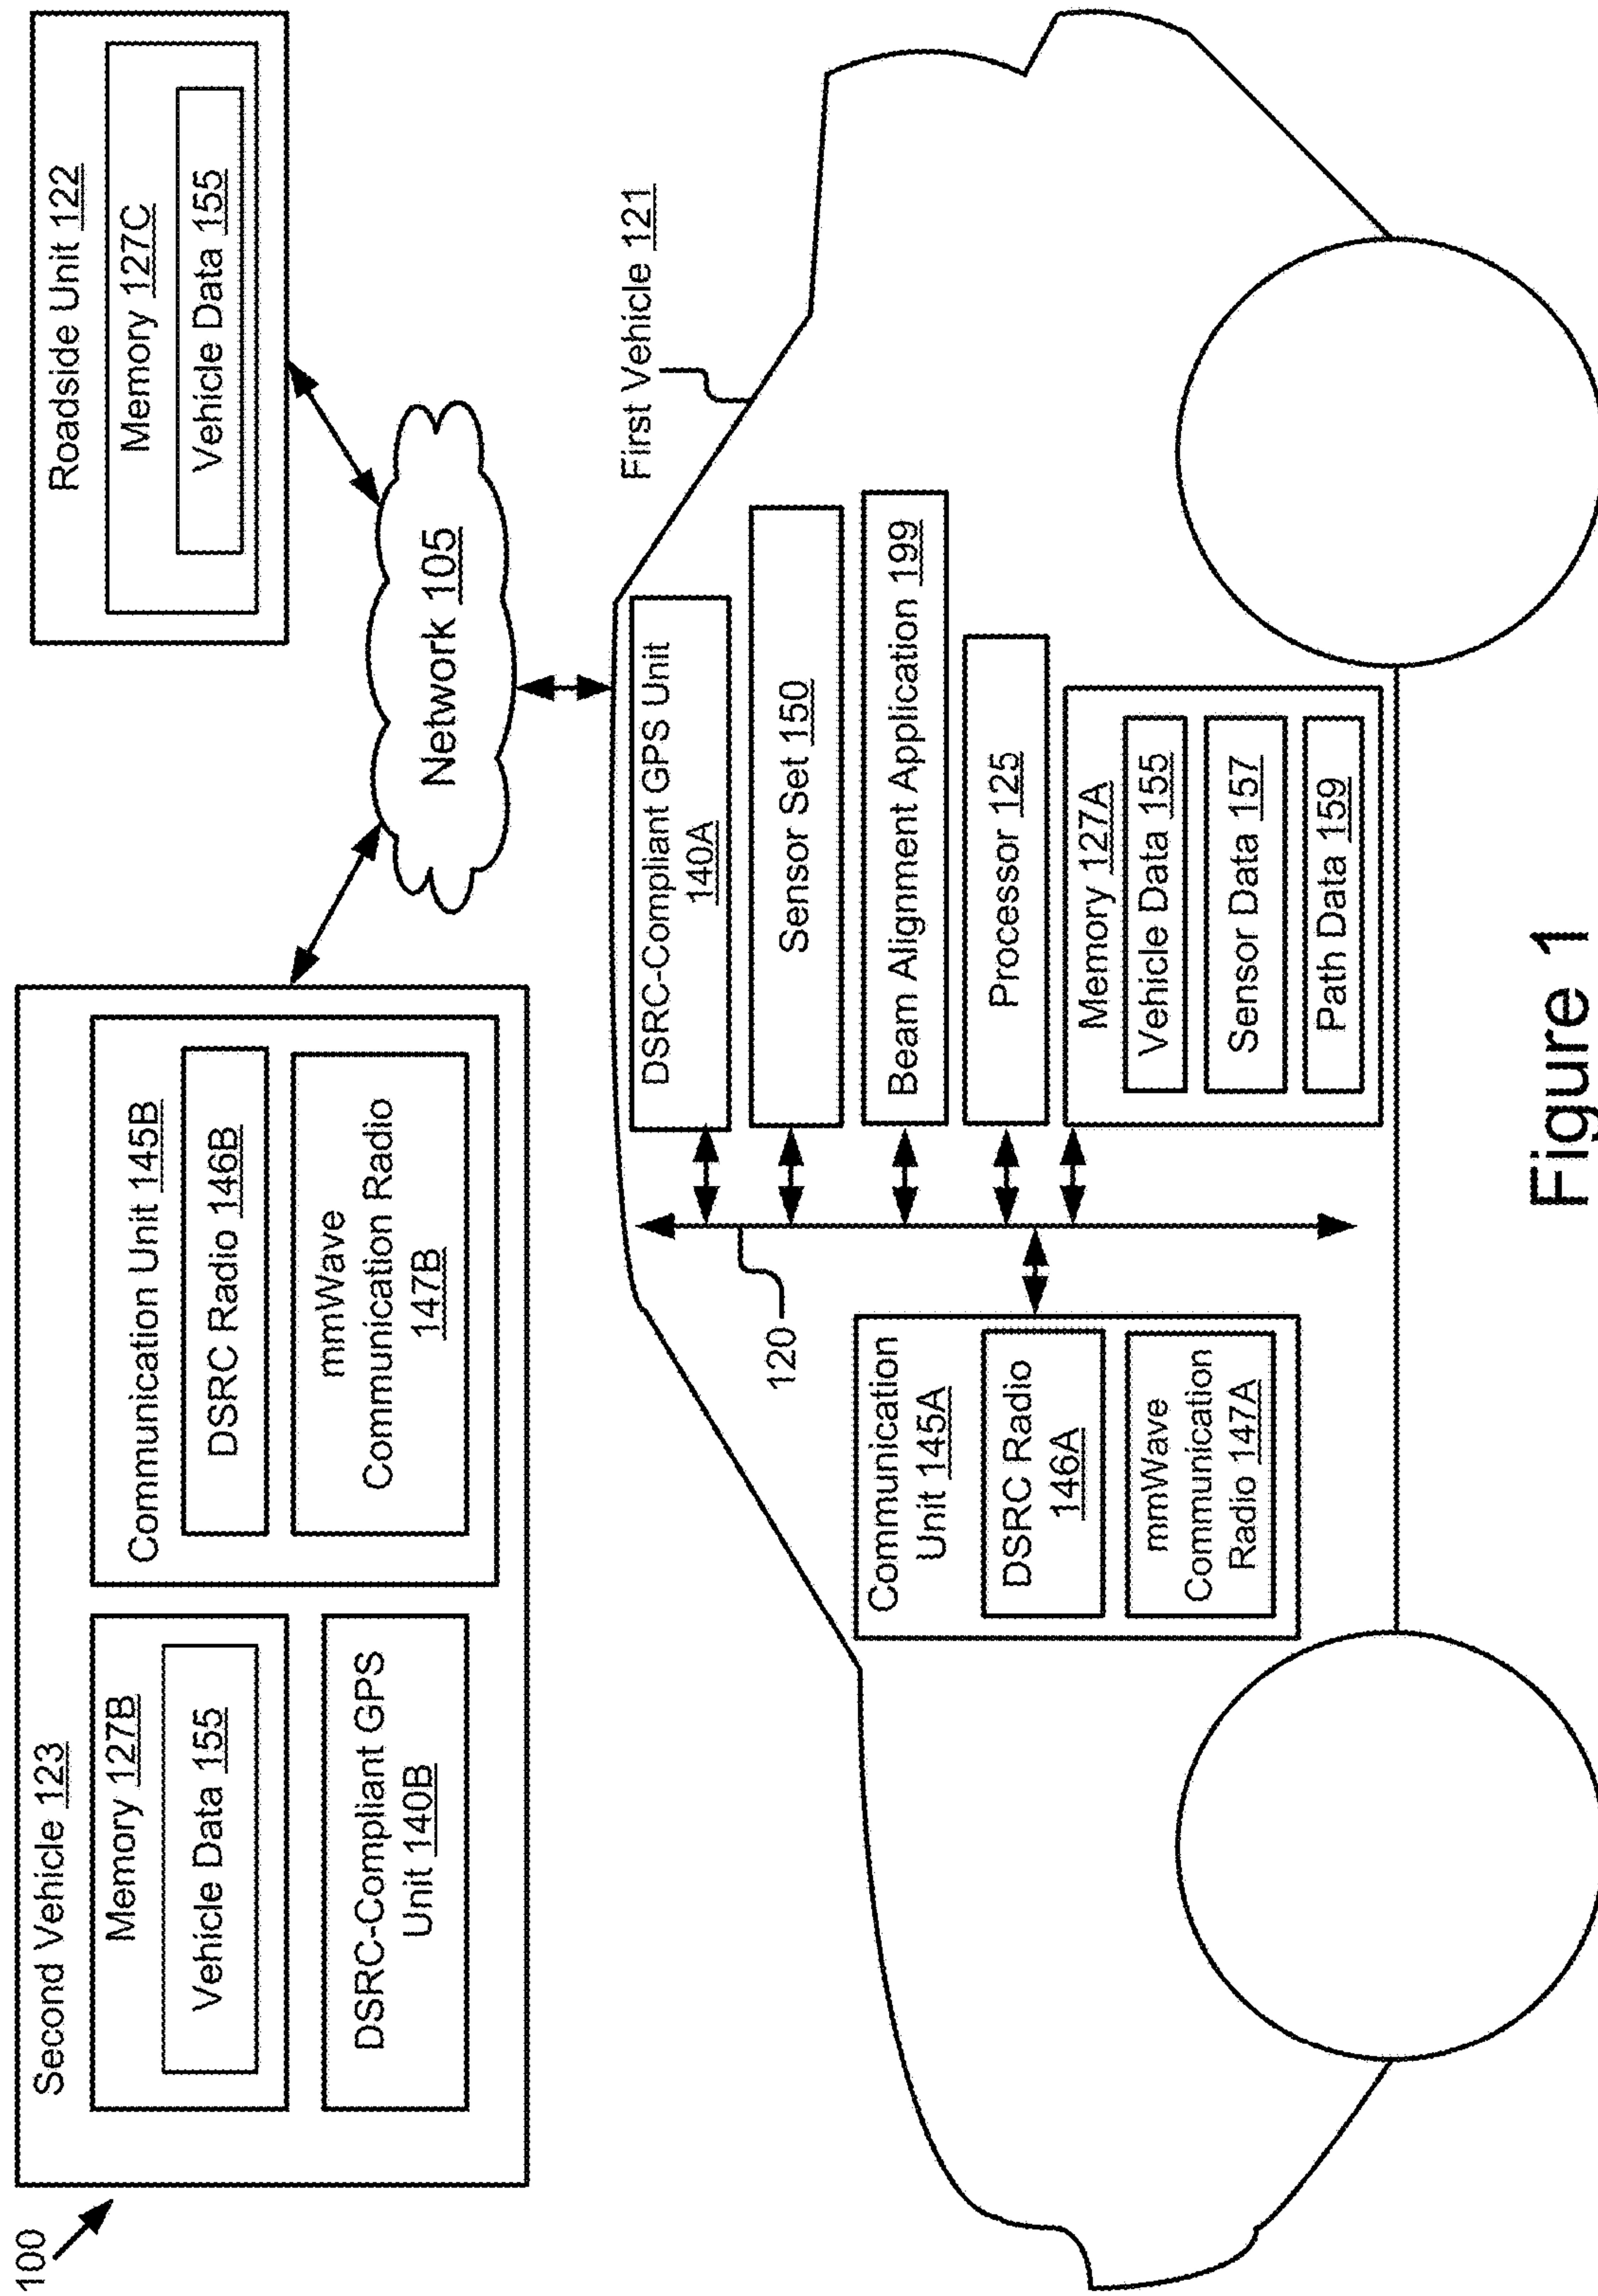 100
Second Vehicle 123
Memory 127B
Vehicle Data 155
DSRC-Compliant GPS
Unit 140B
Communication Unit 145B
DSRC Radio 146B
mmWave
Communication Radio
147B
Roadside Unit 122
Memory 127C
Vehicle Data 155
Network 105
First Vehicle 121
DSRC-Compliant GPS Unit
140A
Sensor Set 150
Beam Alignment Application 199
Processor 125
Memory 127A
Vehicle Data 155
Sensor Data 157
Path Data 159
120
Communication
Unit 145A
DSRC Radio
146A
mmWave
Communication
Radio 147A
Figure 1